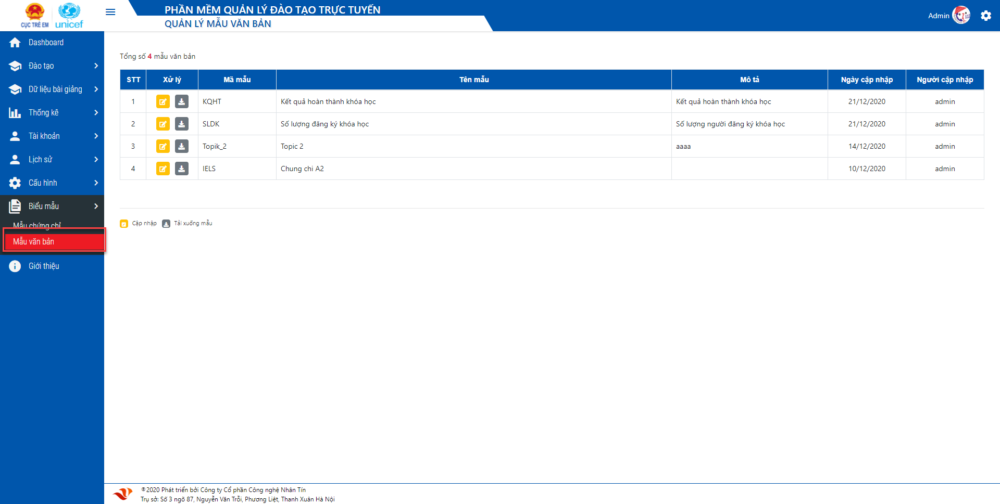 CỤC TRẺ EM unicef
PHẦN MỀM QUẢN LÝ ĐÀO TẠO TRỰC TUYẾN
QUẢN LÝ MẪU VĂN BẢN
Admin
Dashboard
Đào tạo
Dữ liệu bài giảng
Thống kê
Tài khoản
Lịch sử
Cấu hình
Biểu mẫu
Mẫu chứng chỉ
Mẫu văn bản
Giới thiệu
Tổng số 4 mẫu văn bản
STT Xử lý Mã mẫu Tên mẫu Mô tả Ngày cập nhập Người cập nhập
1 KQHT Kết quả hoàn thành khóa học Kết quả hoàn thành khóa học 21/12/2020 admin
2 SLDK Số lượng đăng ký khóa học Số lượng người đăng ký khóa học 21/12/2020 admin
3 Topik_2 Topic 2 aaaa 14/12/2020 admin
4 IELS Chung chi A2 10/12/2020 admin
Cập nhập Tải xuống mẫu
®2020 Phát triển bởi Công ty Cổ phần Công nghệ Nhân Tín
Trụ sở: Số 3 ngõ 87, Nguyễn Văn Trỗi, Phương Liệt, Thanh Xuân Hà Nội